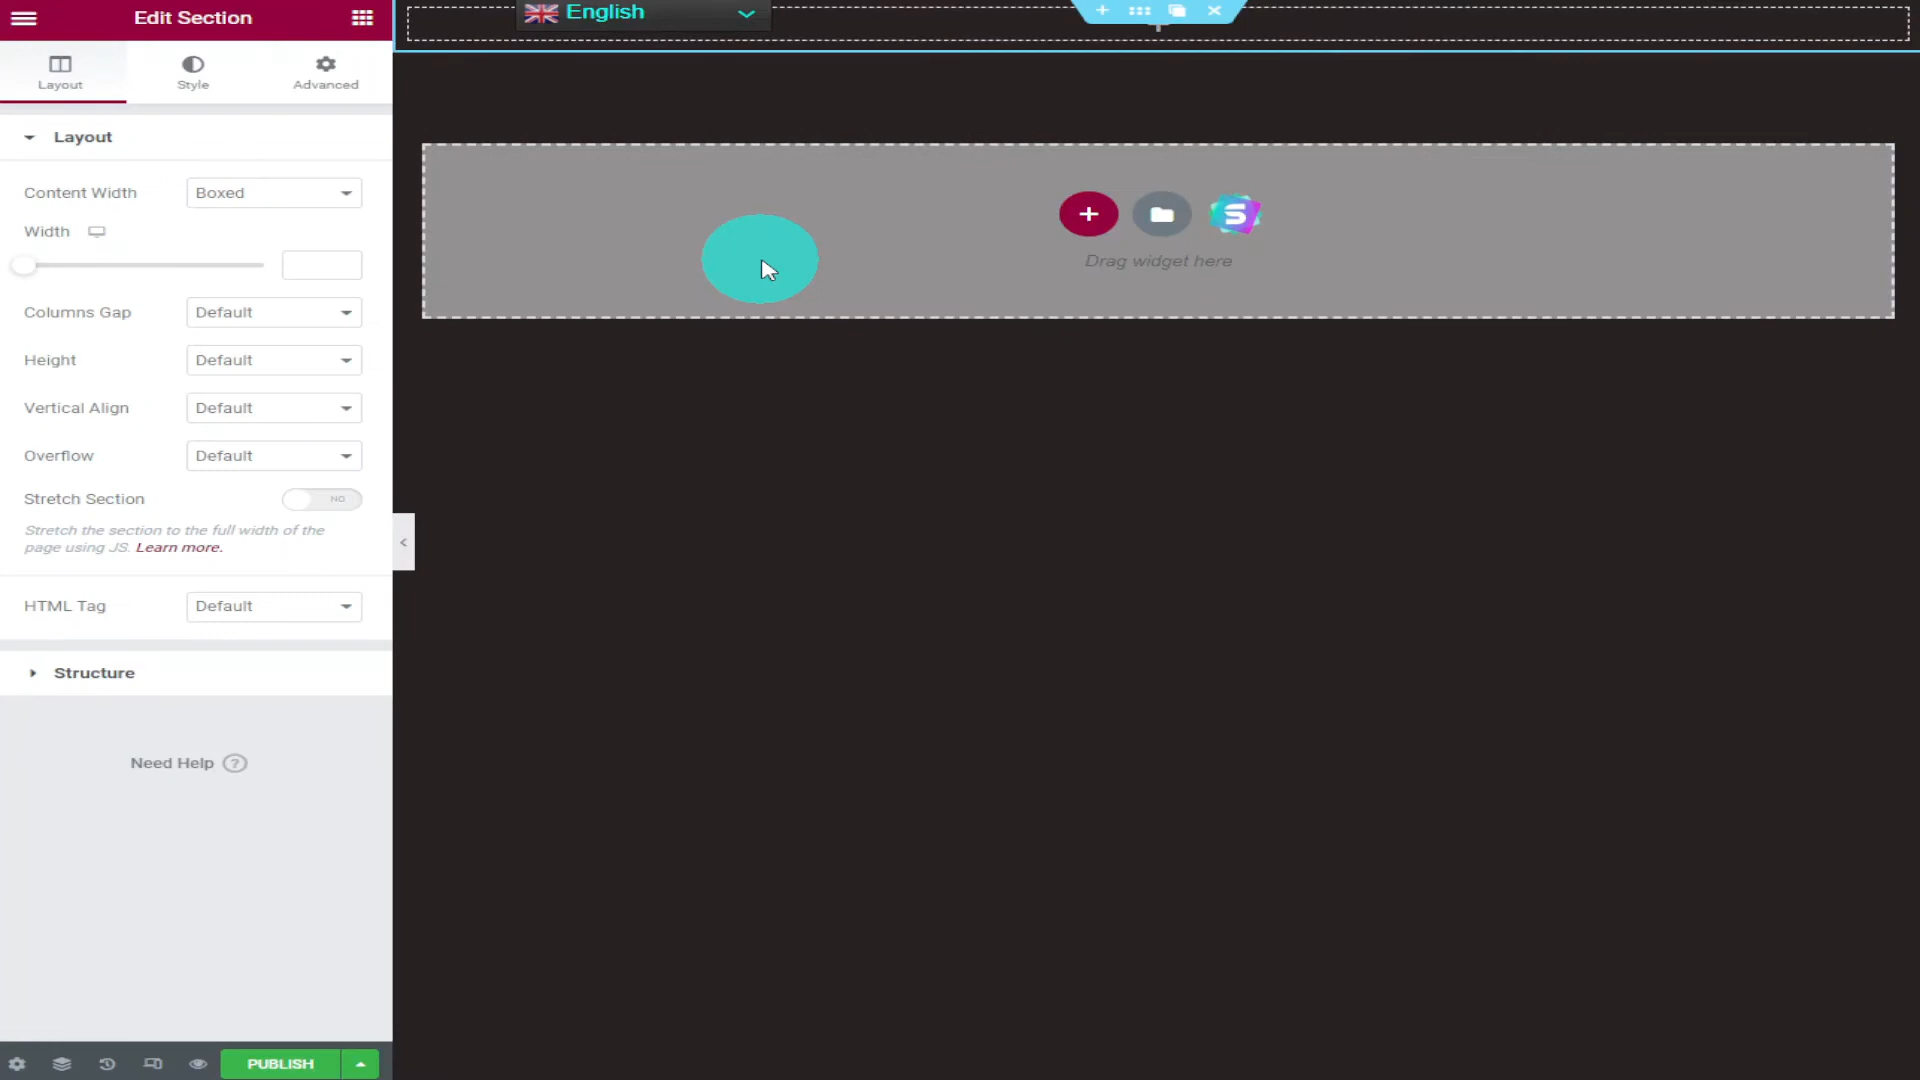 Edit Section
English
Layout
Style
Advanced
Layout
Content Width
Boxed
Width
Columns Gap
Default
Height
Default
Vertical Align
Default
Overflow
Default
Stretch Section
NO
Stretch the section to the full width of the
page using JS. Learn more.
HTML Tag
Default
Structure
Need Help ?
PUBLISH
S
Drag widget here